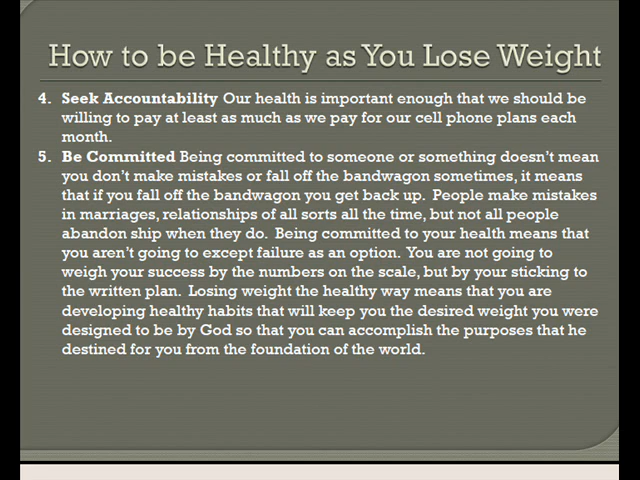 How to be Healthy as You Lose Weight
4. Seek Accountability Our health is important enough that we should be
willing to pay at least as much as we pay for our cell phone plans each
month.
5. Be Committed Being committed to someone or something doesn't mean
you don't make mistakes or fall off the bandwagon sometimes, it means
that if you fall off the bandwagon you get back up. People make mistakes
in marriages, relationships of all sorts all the time, but not all people
abandon ship when they do. Being committed to your health means that
you aren't going to except failure as an option. You are not going to
weigh your success by the numbers on the scale, but by your sticking to
the written plan. Losing weight the healthy way means that you are
developing healthy habits that will keep you the desired weight you were
designed to be by God so that you can accomplish the purposes that he
destined for you from the foundation of the world.